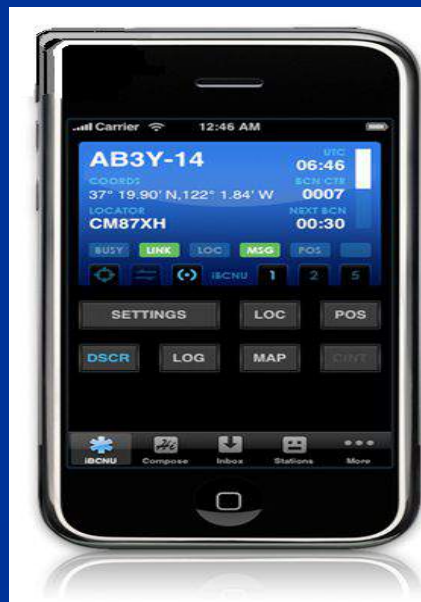 Carrier 12:46 AM
AB3Y-14 UTC
06:46
COORDS BCN CTR
37° 19.90' N,122° 1.84' W 0007
LOCATOR NEXT BCN
CM87XH 00:30
BUSY LINK LOC MSG POS
iBCNU 1 2 5
SETTINGS LOC POS
DSCR LOG MAP CINT
Hi
iBCNU Compose Inbox Stations More